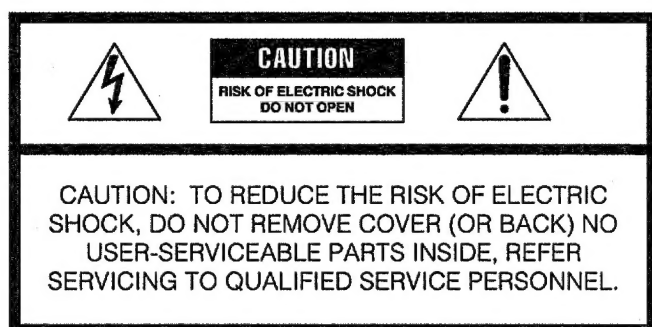 CAUTION
RISK OF ELECTRIC SHOCK
DO NOT OPEN
CAUTION: TO REDUCE THE RISK OF ELECTRIC
SHOCK, DO NOT REMOVE COVER (OR BACK) NO
USER-SERVICEABLE PARTS INSIDE, REFER
SERVICING TO QUALIFIED SERVICE PERSONNEL.